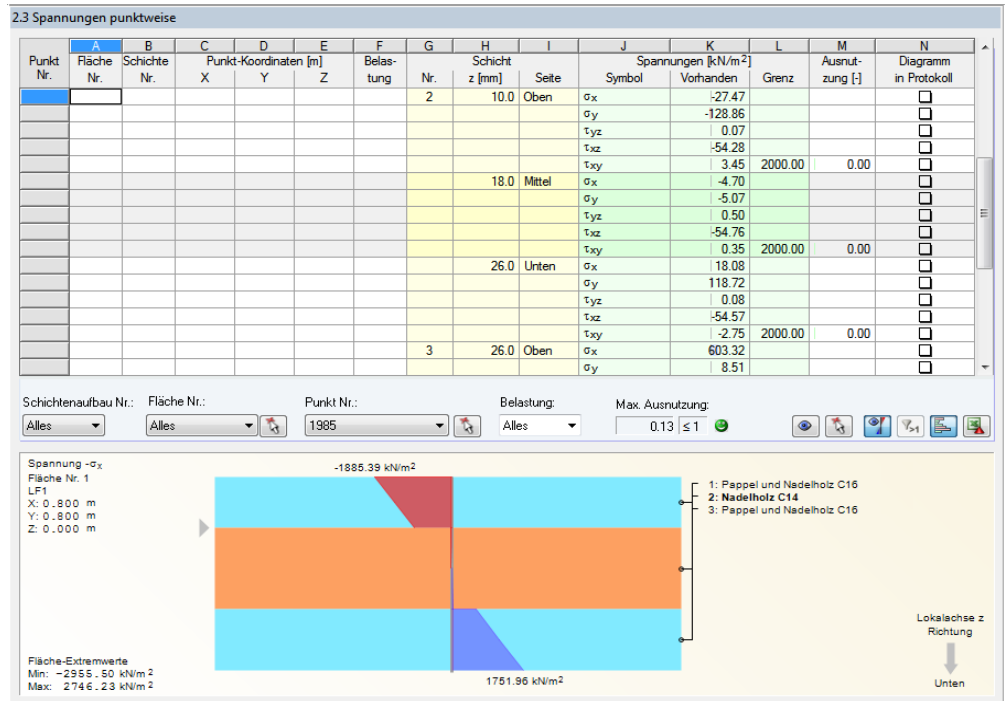 2.3 Spannungen punktweise
A B C D E F G H I J K L M N
Punkt Fläche Schichte Punkt-Koordinaten [m] Belas- Schicht Spannungen [kN/m²] Ausnut- Diagramm
Nr. Nr. Nr. X Y Z tung Nr. z [mm] Seite Symbol Vorhanden Grenz zung [-] in Protokoll
2 10.0 Oben σx -27.47
σy -128.86
τyz 0.07
τxz -54.28
τxy 3.45 2000.00 0.00
18.0 Mittel σx -4.70
σy -5.07
τyz 0.50
τxz -54.76
τxy 0.35 2000.00 0.00
26.0 Unten σx 18.08
σy 118.72
τyz 0.08
τxz -54.57
τxy -2.75 2000.00 0.00
3 26.0 Oben σx 603.32
σy 8.51
Schichtenaufbau Nr.: Fläche Nr.: Punkt Nr.: Belastung: Max. Ausnutzung:
Alles Alles 1985 Alles 0.13 ≤ 1
Spannung -σx
Fläche Nr. 1
LF1
X: 0.800 m
Y: 0.800 m
Z: 0.000 m
-1885.39 kN/m²
1: Pappel und Nadelholz C16
2: Nadelholz C14
3: Pappel und Nadelholz C16
Lokalachse z
Richtung
Unten
Fläche-Extremwerte
Min: -2955.50 kN/m²
Max: 2746.23 kN/m²
1751.96 kN/m²